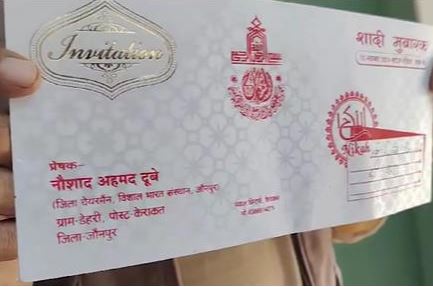 Invitation
शादी मुबारक
Nikah
प्रेषक-
नौशाद अहमद दूबे
(जिला चेयरमैन, विशाल भारत संस्थान, जौनपुर)
ग्राम-डेहरी, पोस्ट-केराकत
जिला-जौनपुर